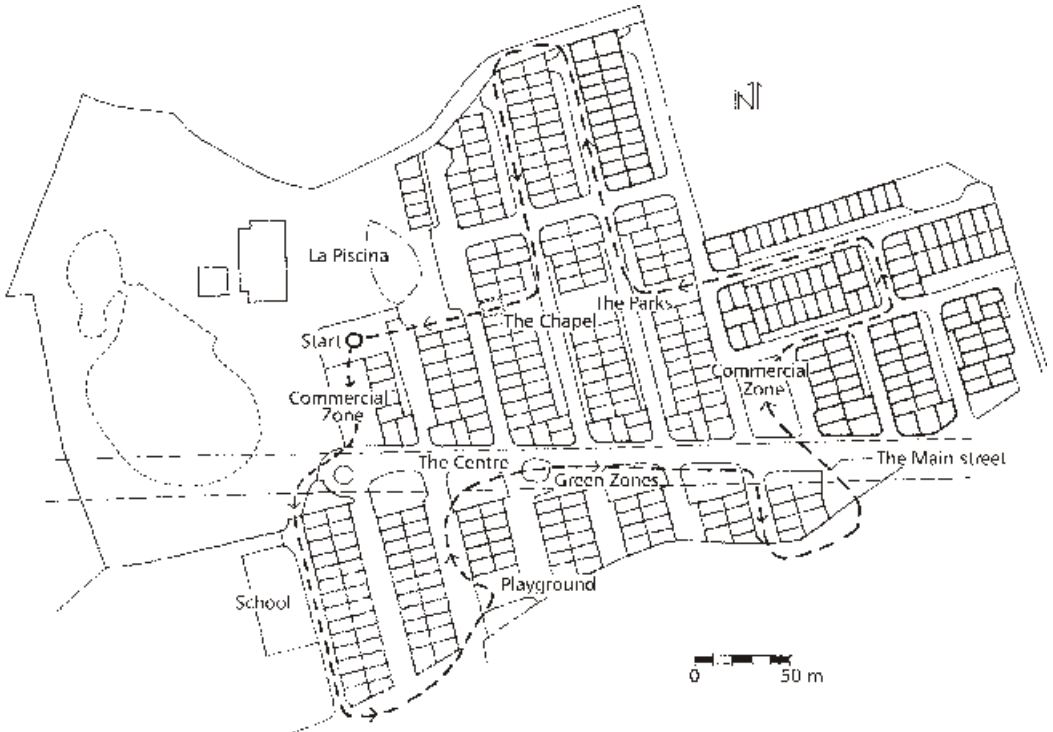 N
La Piscina
The Parks
The Chapel
Start
Commercial
Zone
Commercial
Zone
The Centre
The Main street
Green Zones
Playground
School
0 50 m